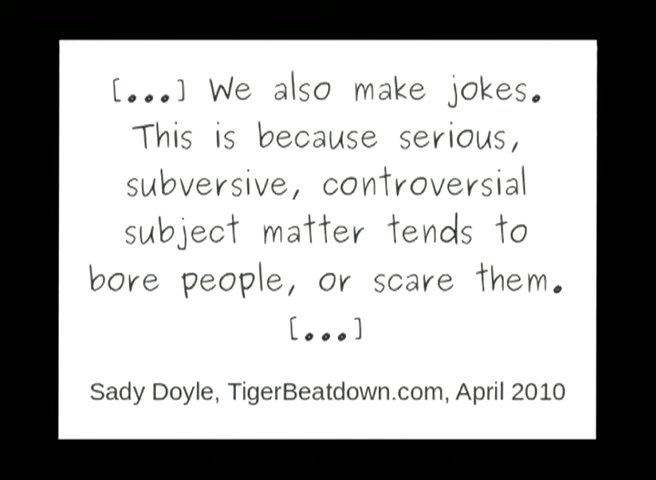 [...] We also make jokes.
This is because serious,
subversive, controversial
subject matter tends to
bore people, or scare them.
[...]
Sady Doyle, TigerBeatdown.com, April 2010